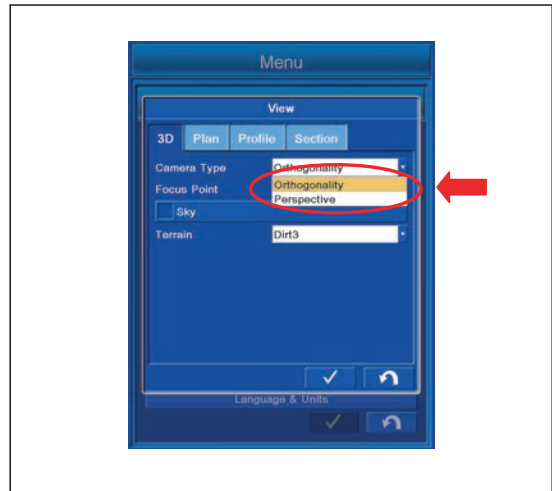 Menu
View
3D Plan Profile Section
Camera Type Orthogonality
Focus Point Orthogonality
Perspective
Sky
Terrain Dirt3
Language & Units